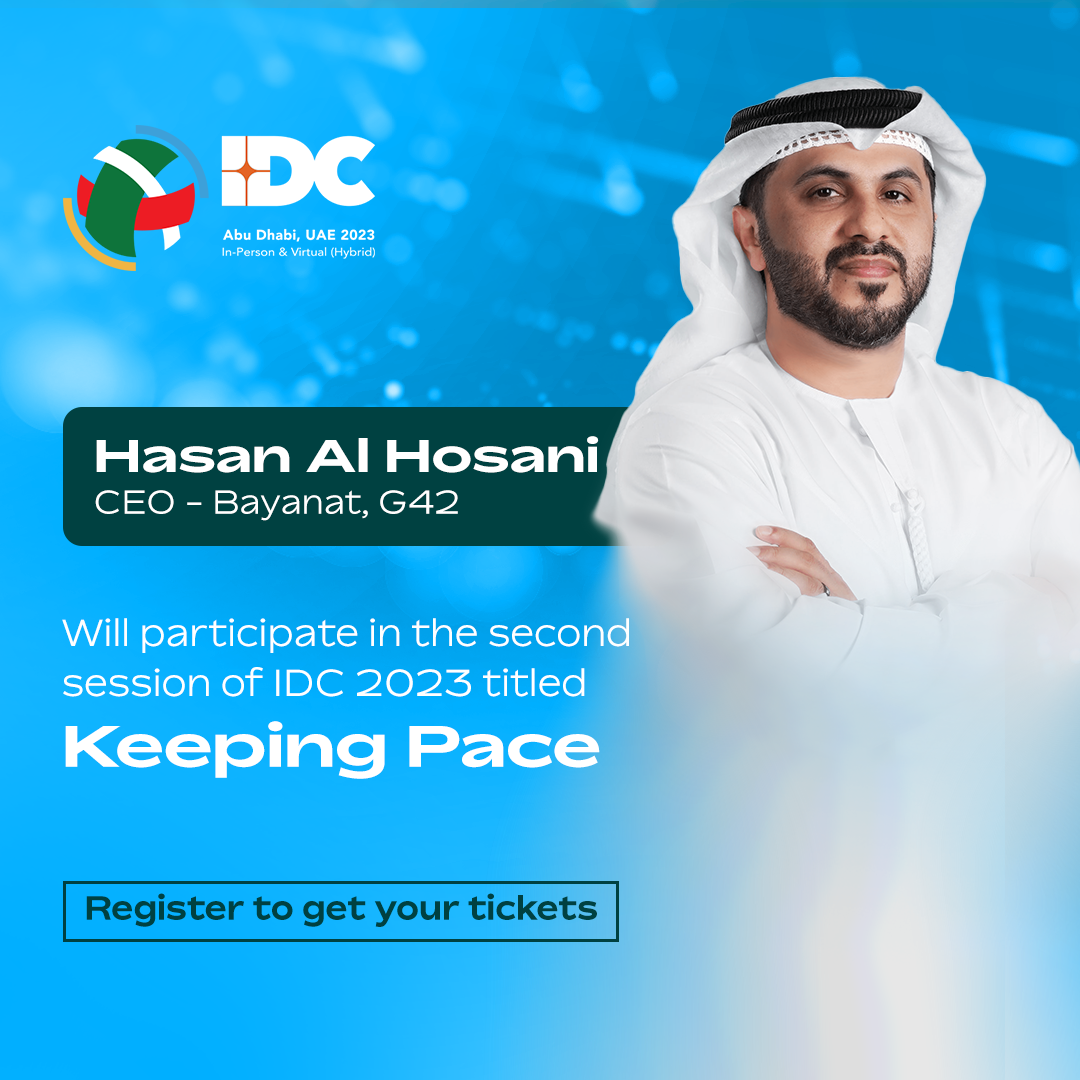 IDC
Abu Dhabi, UAE 2023
In-Person & Virtual (Hybrid)
Hasan Al Hosani
CEO – Bayanat, G42
Will participate in the second
session of IDC 2023 titled
Keeping Pace
Register to get your tickets